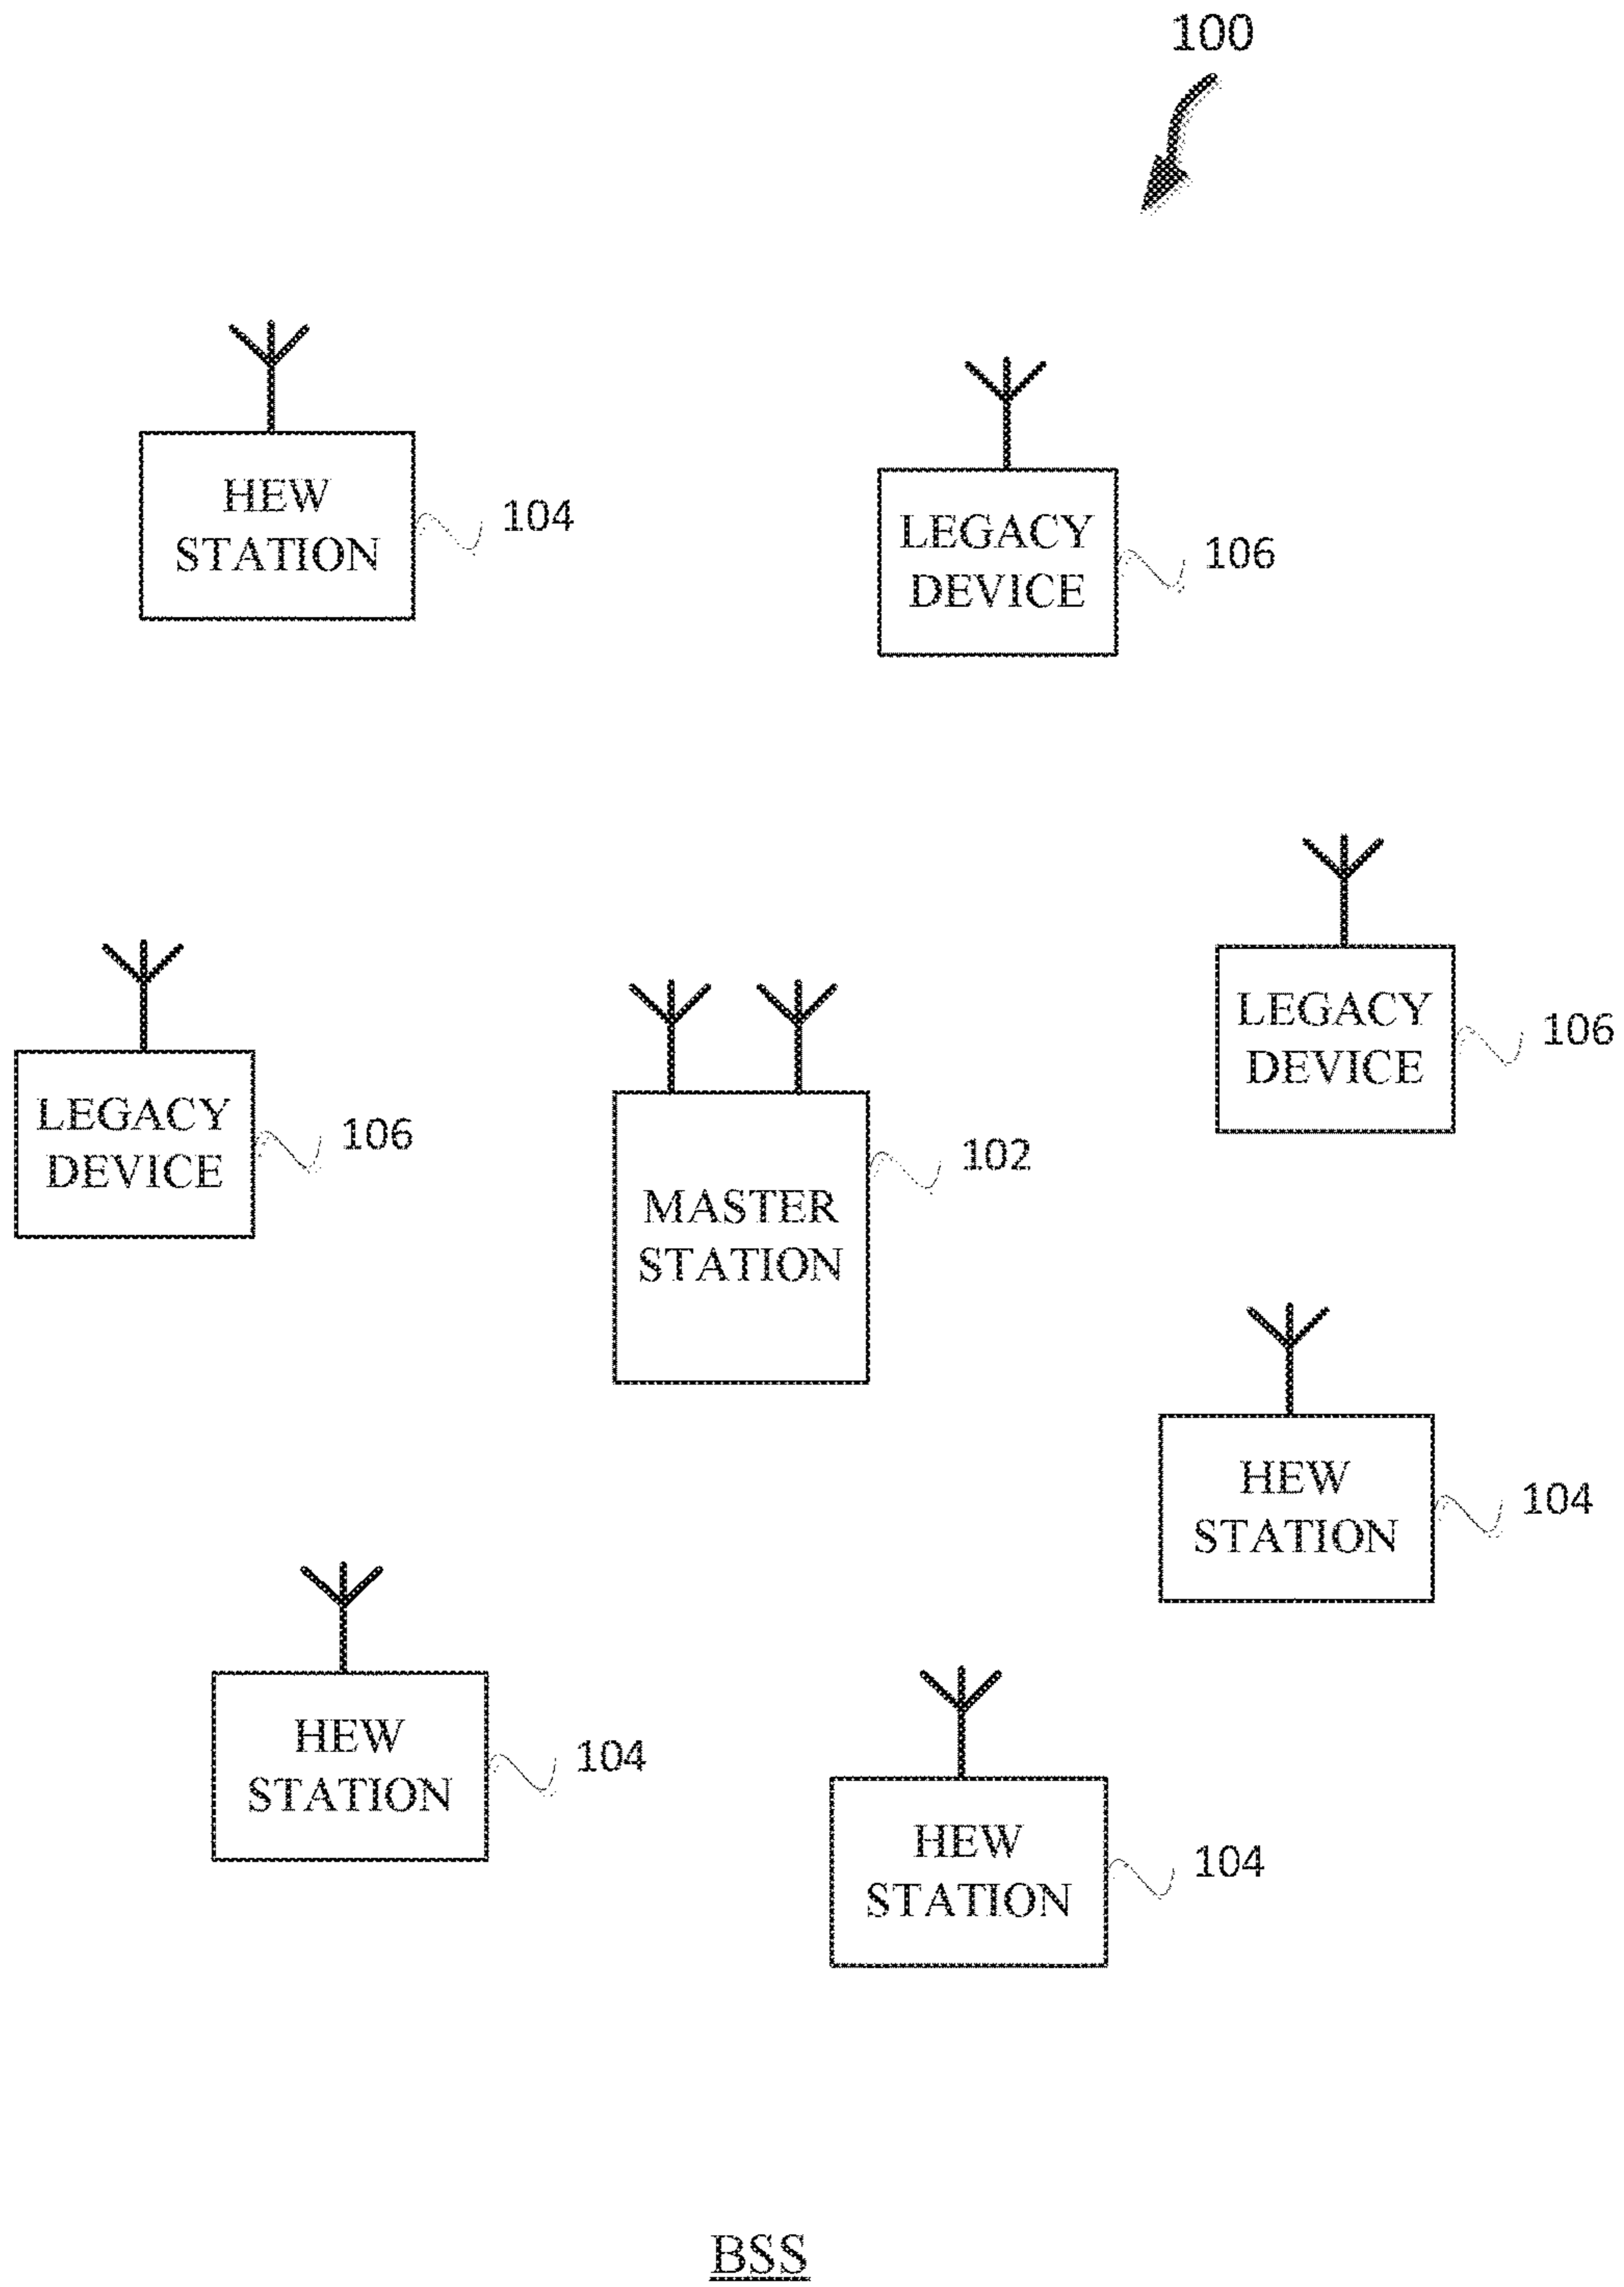 100
HEW
STATION
104
LEGACY
DEVICE
106
LEGACY
DEVICE
106
LEGACY
DEVICE
106
MASTER
STATION
102
HEW
STATION
104
HEW
STATION
104
HEW
STATION
104
BSS